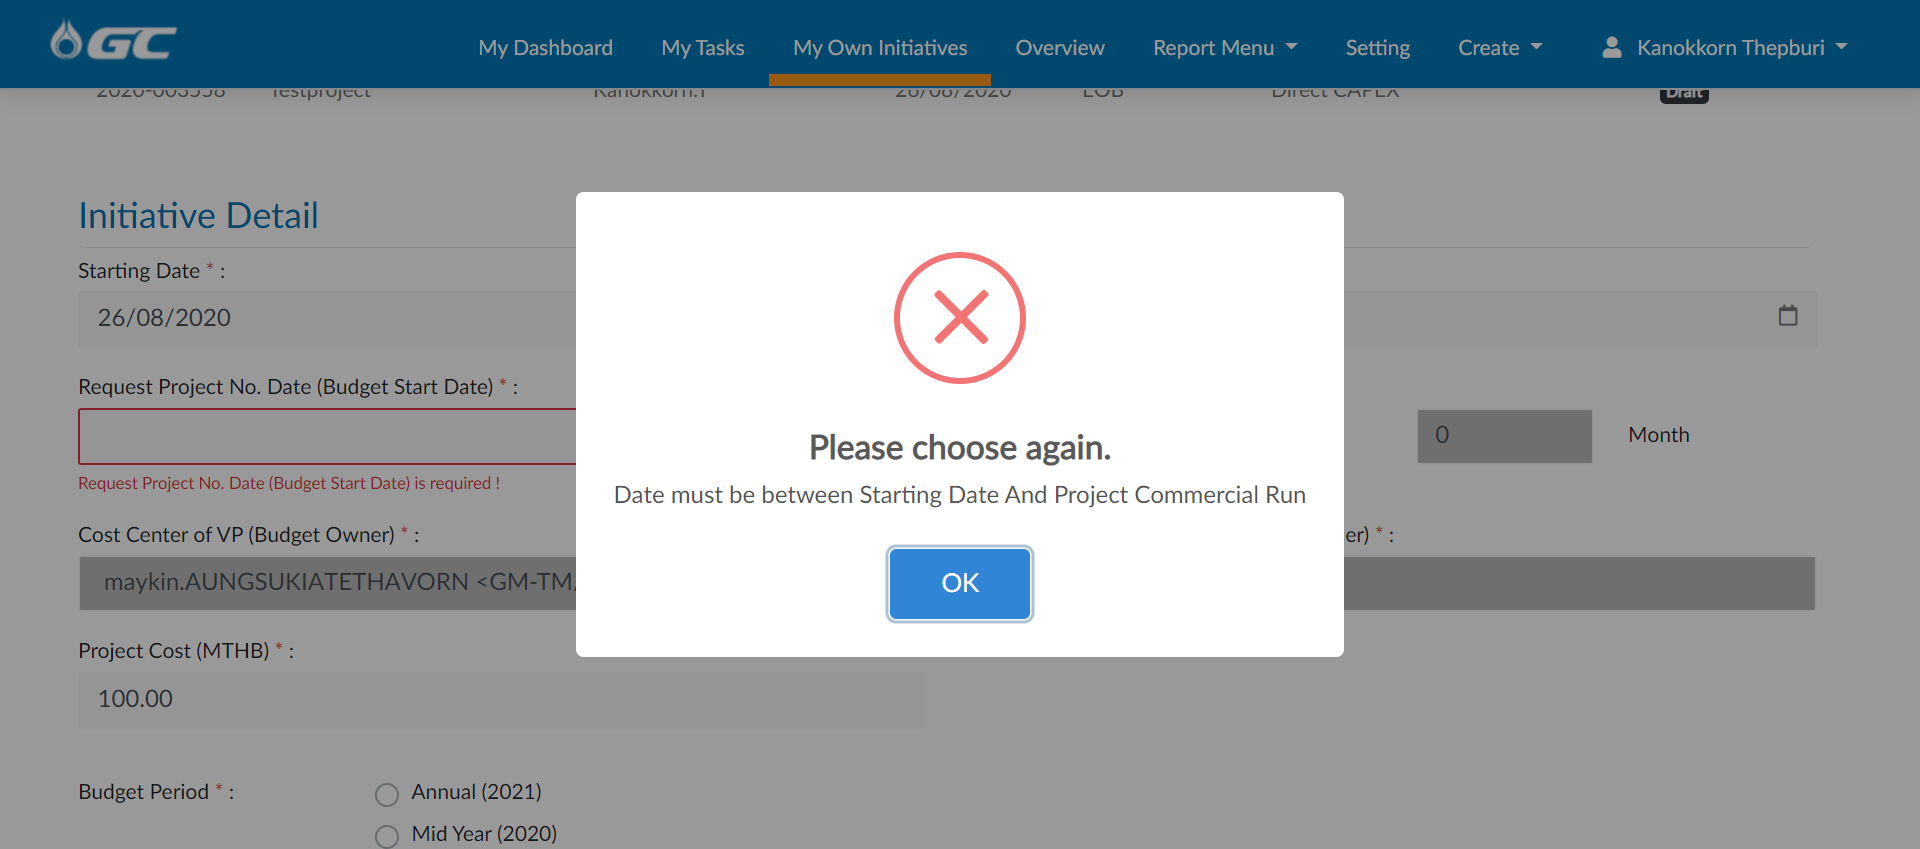 GC
My Dashboard My Tasks My Own Initiatives Overview Report Menu Setting Create Kanokkorn Thepburi
2020-003558 Testproject Kanokkorn.T 26/08/2020 EOB Direct CAPEX Draft
Initiative Detail
Starting Date * :
26/08/2020
Request Project No. Date (Budget Start Date) * :
0 Month
Request Project No. Date (Budget Start Date) is required !
Please choose again.
Date must be between Starting Date And Project Commercial Run
OK
Cost Center of VP (Budget Owner) * :
er) * :
maykin.AUNGSUKIATETHAVORN <GM-TM
Project Cost (MTHB) * :
100.00
Budget Period * :
Annual (2021)
Mid Year (2020)